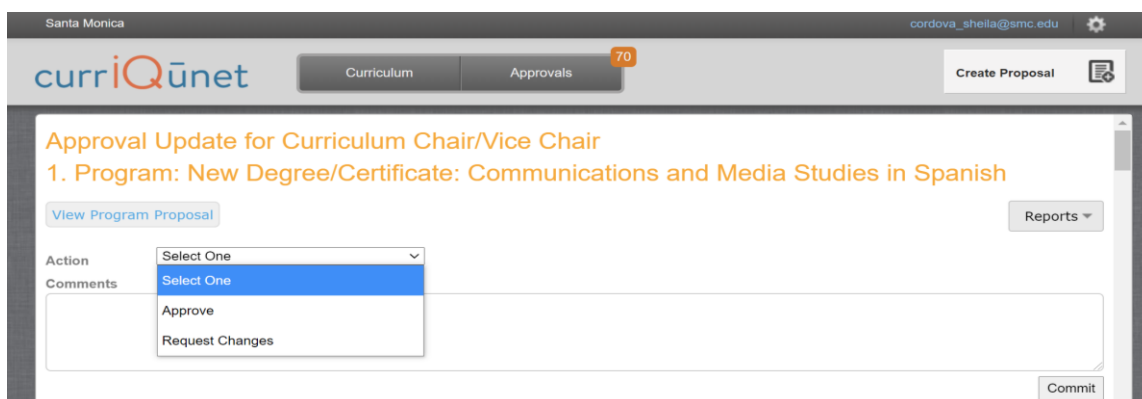 Santa Monica
cordova_sheila@smc.edu
currIQūnet
Curriculum
Approvals
70
Create Proposal
Approval Update for Curriculum Chair/Vice Chair
1. Program: New Degree/Certificate: Communications and Media Studies in Spanish
View Program Proposal
Reports
Action
Select One
Comments
Select One
Approve
Request Changes
Commit